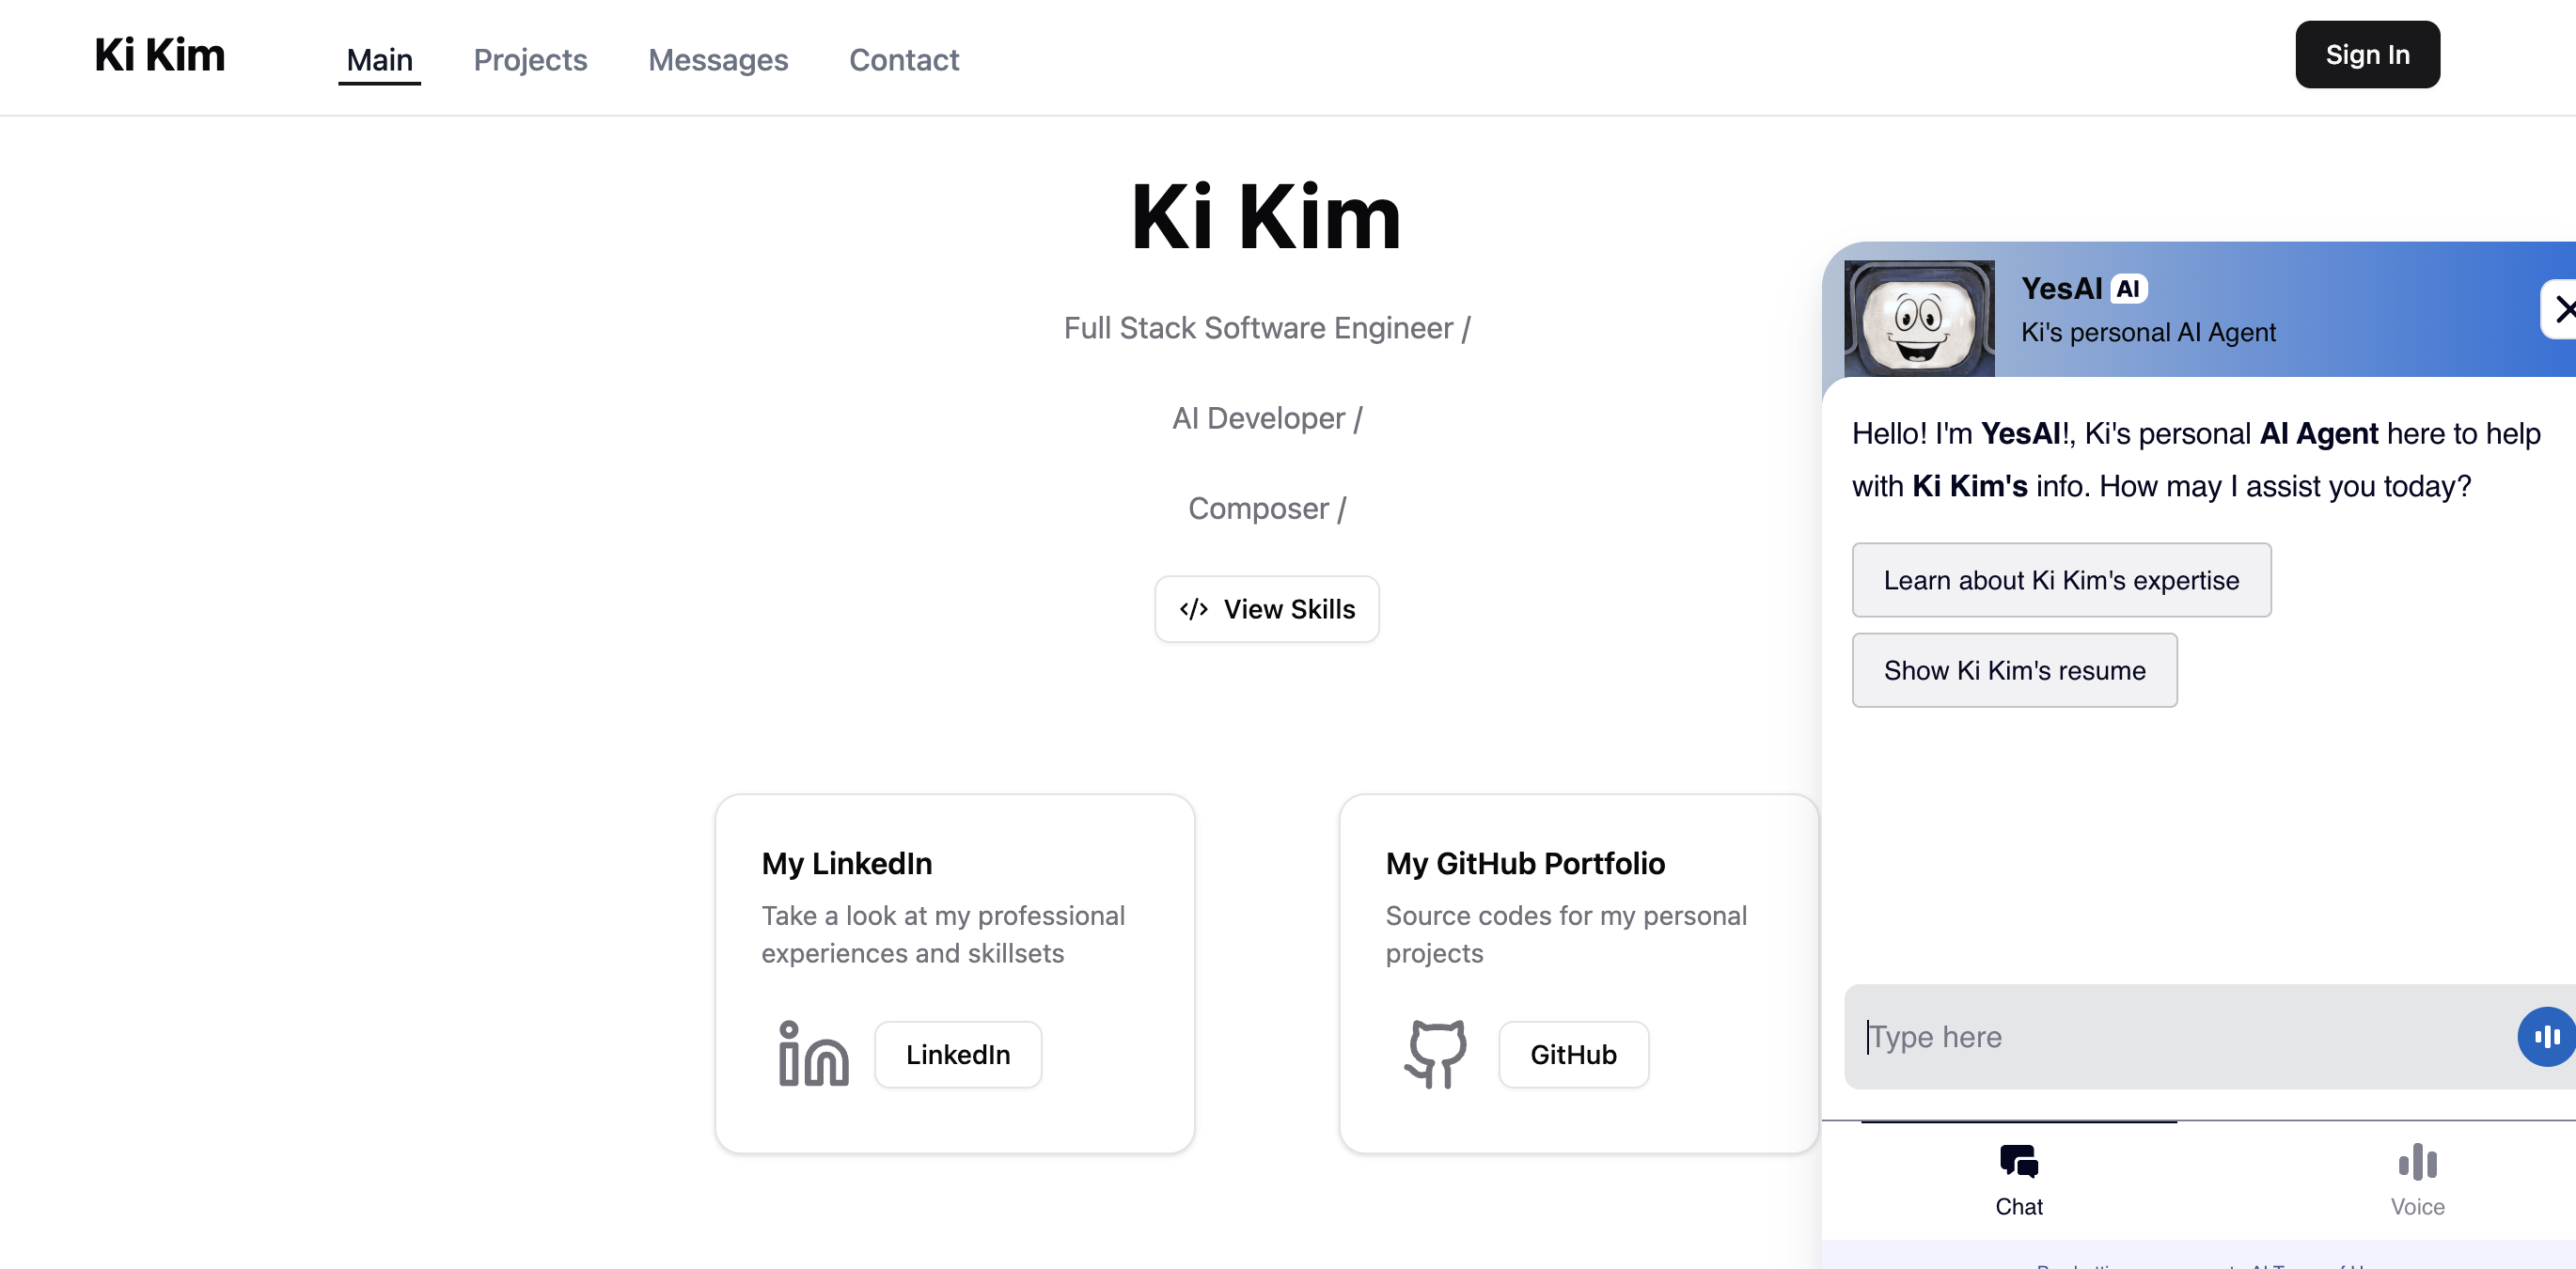 Ki Kim
Main
Projects
Messages
Contact
Sign In
Ki Kim
Full Stack Software Engineer /
AI Developer /
Composer /
</> View Skills
My LinkedIn
Take a look at my professional
experiences and skillsets
LinkedIn
My GitHub Portfolio
Source codes for my personal
projects
GitHub
YesAI AI
Ki's personal AI Agent
Hello! I'm YesAI!, Ki's personal AI Agent here to help
with Ki Kim's info. How may I assist you today?
Learn about Ki Kim's expertise
Show Ki Kim's resume
Type here
Chat
Voice